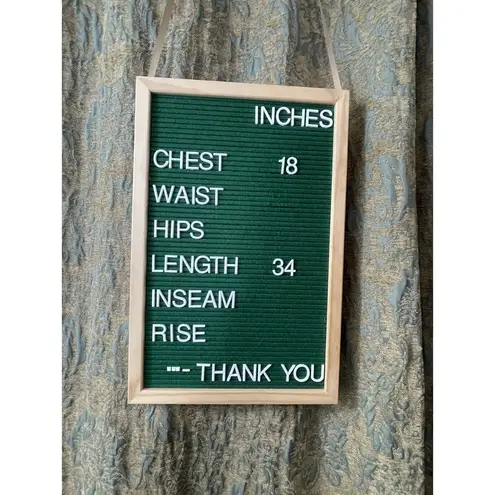 INCHES
CHEST 18
WAIST
HIPS
LENGTH 34
INSEAM
RISE
"'- THANK YOU